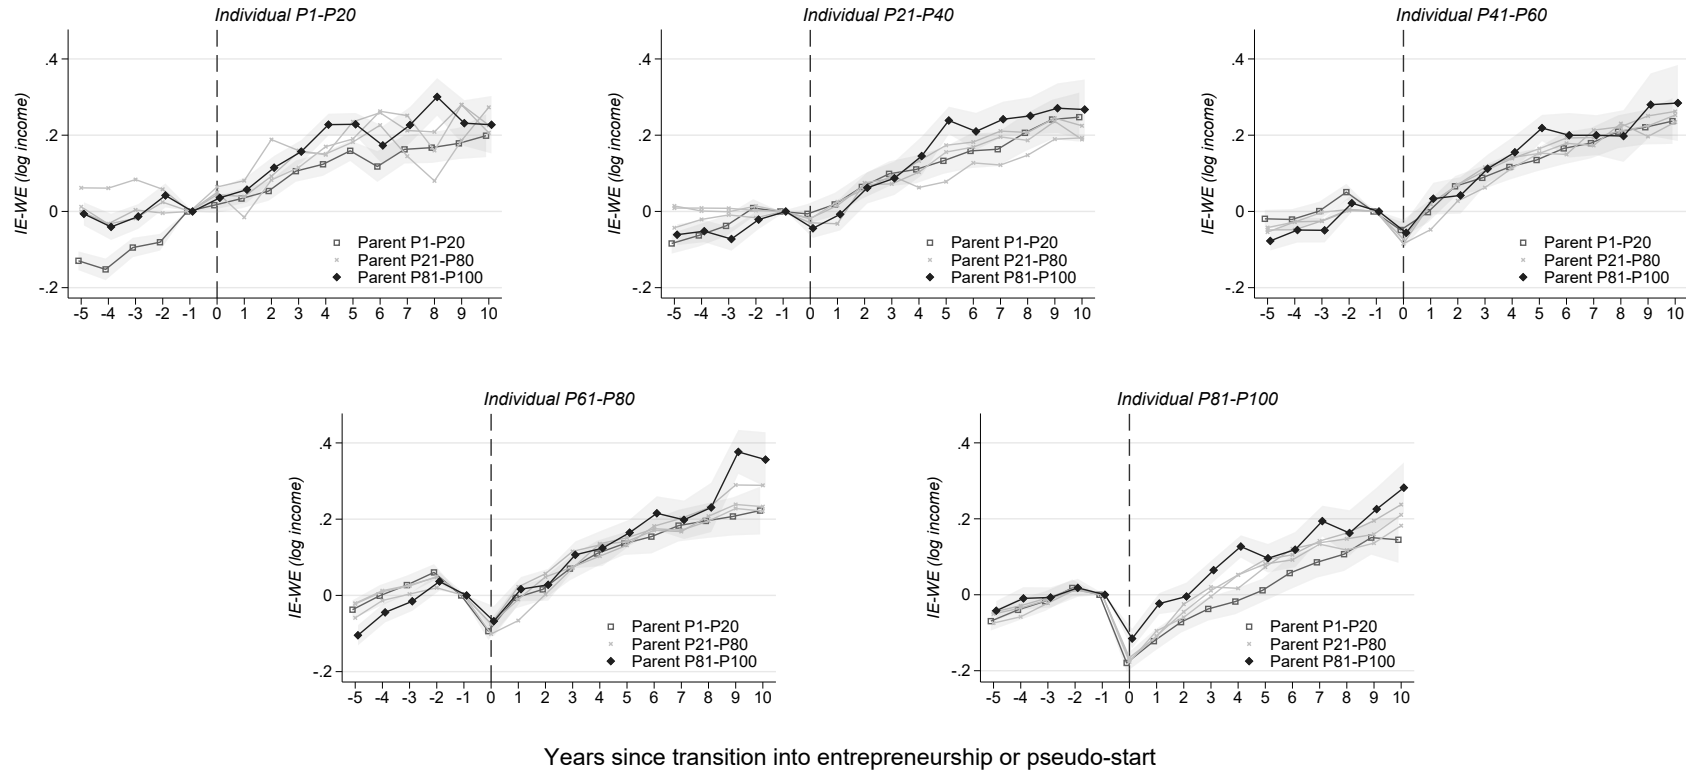 Individual P1-P20
IE-WE (log income)
.4
.2
0
-.2
Parent P1-P20
Parent P21-P80
Parent P81-P100
-5 -4 -3 -2 -1 0 1 2 3 4 5 6 7 8 9 10
Individual P21-P40
IE-WE (log income)
.4
.2
0
-.2
Parent P1-P20
Parent P21-P80
Parent P81-P100
-5 -4 -3 -2 -1 0 1 2 3 4 5 6 7 8 9 10
Individual P41-P60
IE-WE (log income)
.4
.2
0
-.2
Parent P1-P20
Parent P21-P80
Parent P81-P100
-5 -4 -3 -2 -1 0 1 2 3 4 5 6 7 8 9 10
Individual P61-P80
IE-WE (log income)
.4
.2
0
-.2
Parent P1-P20
Parent P21-P80
Parent P81-P100
-5 -4 -3 -2 -1 0 1 2 3 4 5 6 7 8 9 10
Individual P81-P100
IE-WE (log income)
.4
.2
0
-.2
Parent P1-P20
Parent P21-P80
Parent P81-P100
-5 -4 -3 -2 -1 0 1 2 3 4 5 6 7 8 9 10
Years since transition into entrepreneurship or pseudo-start